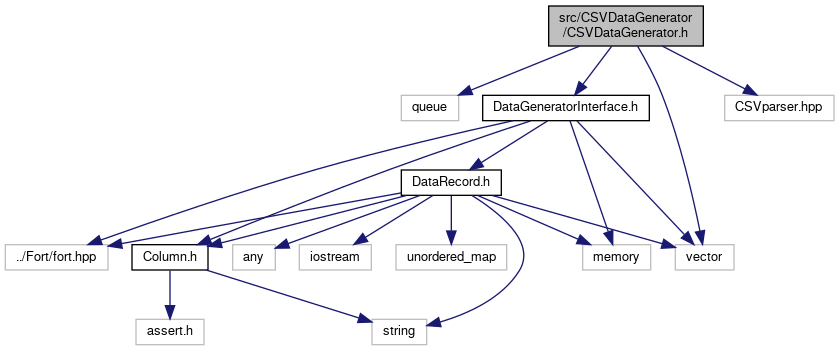 src/CSVDataGenerator
/CSVDataGenerator.h
queue
DataGeneratorInterface.h
CSVparser.hpp
DataRecord.h
../Fort/fort.hpp
Column.h
any
iostream
unordered_map
memory
vector
assert.h
string